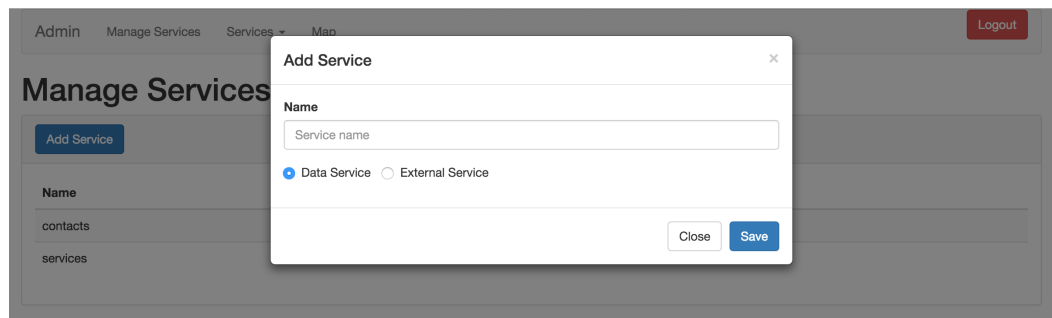 Admin Manage Services Services Map Logout
Manage Services
Add Service
Name
contacts
services
Add Service ×
Name
Service name
Data Service External Service
Close Save